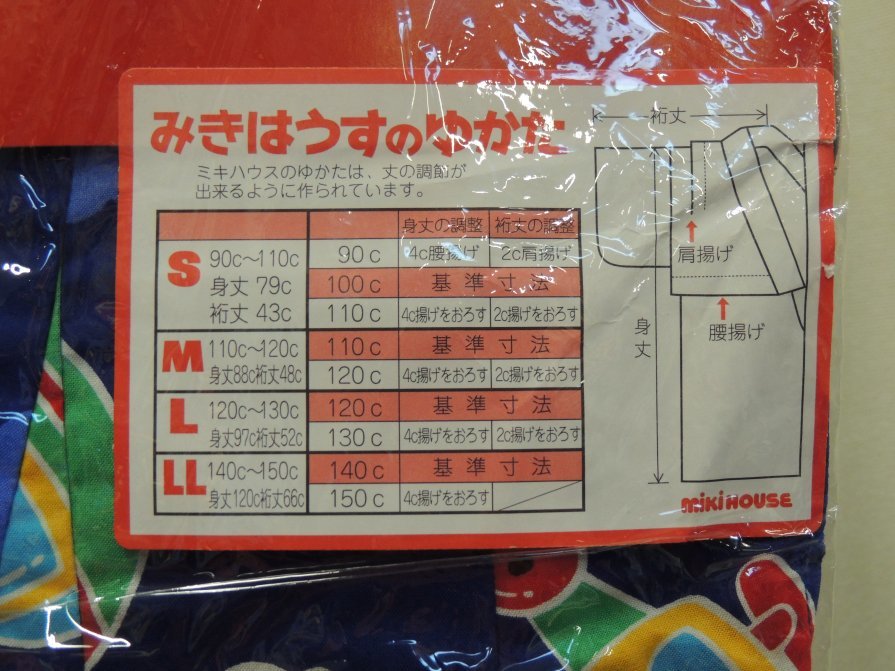 みきはうすのゆかた
ミキハウスのゆかたは、丈の調節が
出来るように作られています。
身丈の調整 裄丈の調整
S 90c〜110c 身丈 79c 裄丈 43c
90c 4c腰揚げ 2c肩揚げ
100c 基準寸法
110c 4c揚げをおろす 2c揚げをおろす
M 110c〜120c 身丈88c裄丈48c
110c 基準寸法
120c 4c揚げをおろす 2c揚げをおろす
L 120c〜130c 身丈97c裄丈52c
120c 基準寸法
130c 4c揚げをおろす 2c揚げをおろす
LL 140c〜150c 身丈120c裄丈66c
140c 基準寸法
150c 4c揚げをおろす
裄丈
肩揚げ
身丈
腰揚げ
miKiHOUSE